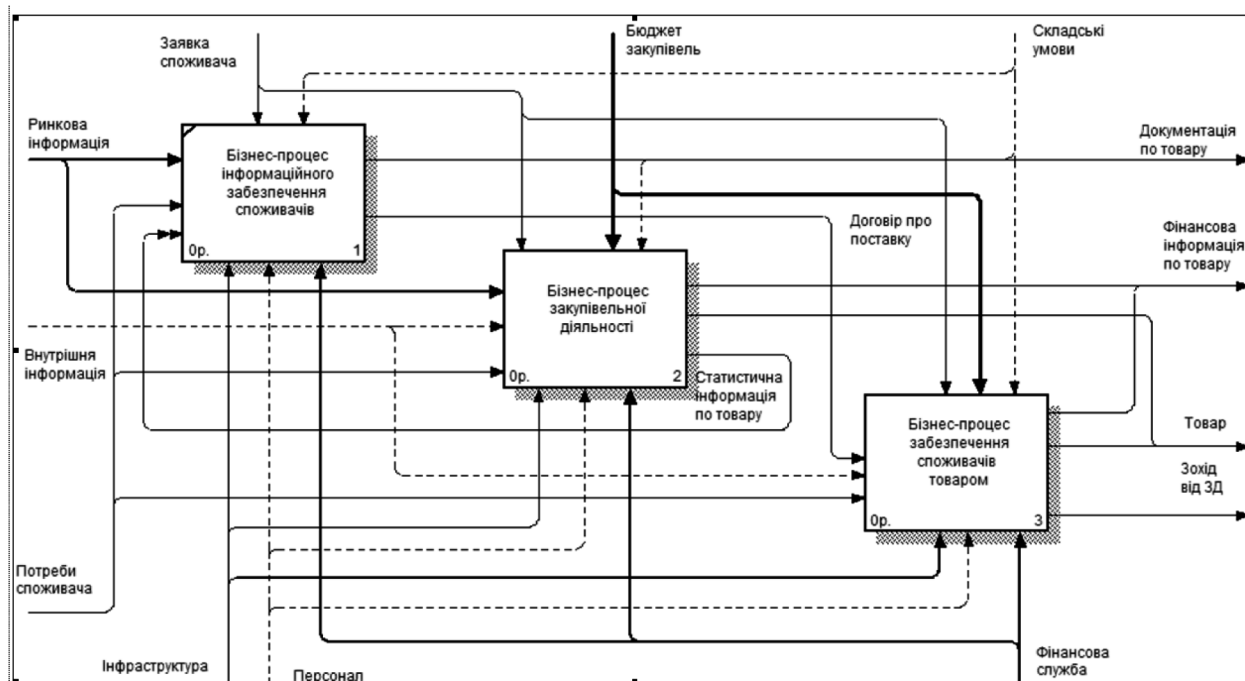 Заявка
споживача
Бюджет
закупівель
Складські
умови
Ринкова
інформація
Бізнес-процес
інформаційного
забезпечення
споживачів
0р.
1
Документація
по товару
Договір про
поставку
Фінансова
інформація
по товару
Бізнес-процес
закупівельної
діяльності
0р.
2
Внутрішня
інформація
Статистична
інформація
по товару
Бізнес-процес
забезпечення
споживачів
товаром
0р.
3
Товар
Зохід
від ЗД
Потреби
споживача
Інфраструктура
Персонал
Фінансова
служба